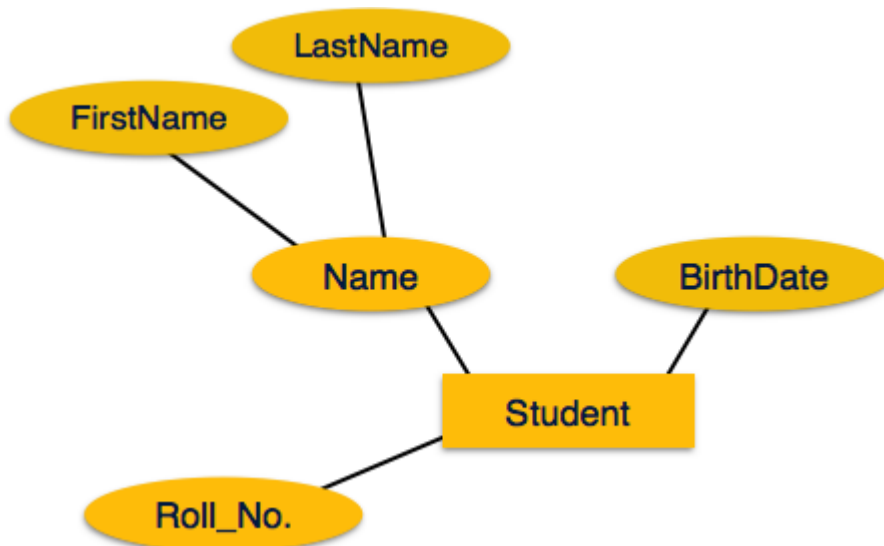 LastName
FirstName
Name
BirthDate
Student
Roll_No.